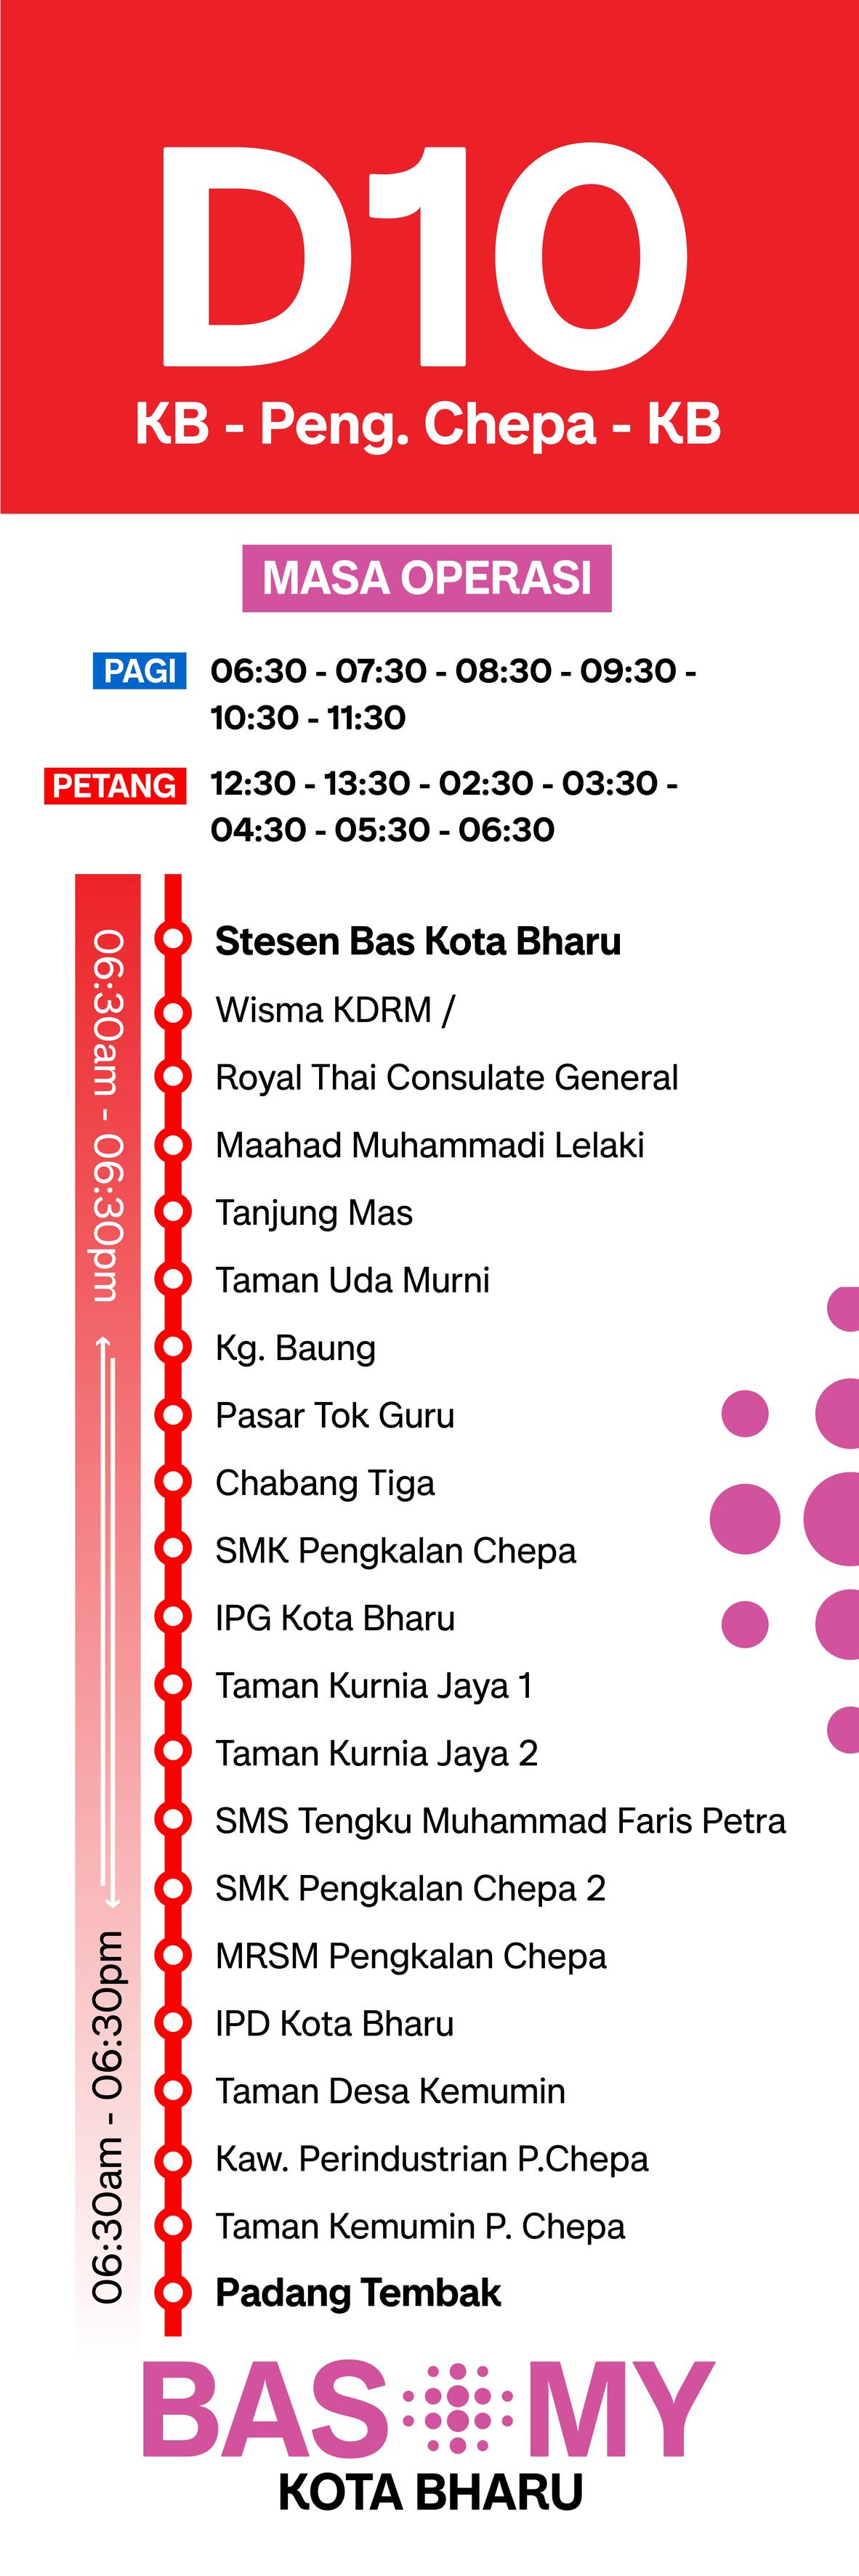 D10
KB - Peng. Chepa - KB
MASA OPERASI
PAGI
06:30 - 07:30 - 08:30 - 09:30 -
10:30 - 11:30
PETANG
12:30 - 13:30 - 02:30 - 03:30 -
04:30 - 05:30 - 06:30
06:30am - 06:30pm
Stesen Bas Kota Bharu
Wisma KDRM /
Royal Thai Consulate General
Maahad Muhammadi Lelaki
Tanjung Mas
Taman Uda Murni
Kg. Baung
Pasar Tok Guru
Chabang Tiga
SMK Pengkalan Chepa
IPG Kota Bharu
Taman Kurnia Jaya 1
Taman Kurnia Jaya 2
SMS Tengku Muhammad Faris Petra
SMK Pengkalan Chepa 2
MRSM Pengkalan Chepa
IPD Kota Bharu
Taman Desa Kemumin
Kaw. Perindustrian P.Chepa
Taman Kemumin P. Chepa
Padang Tembak
06:30am - 06:30pm
BAS MY
KOTA BHARU